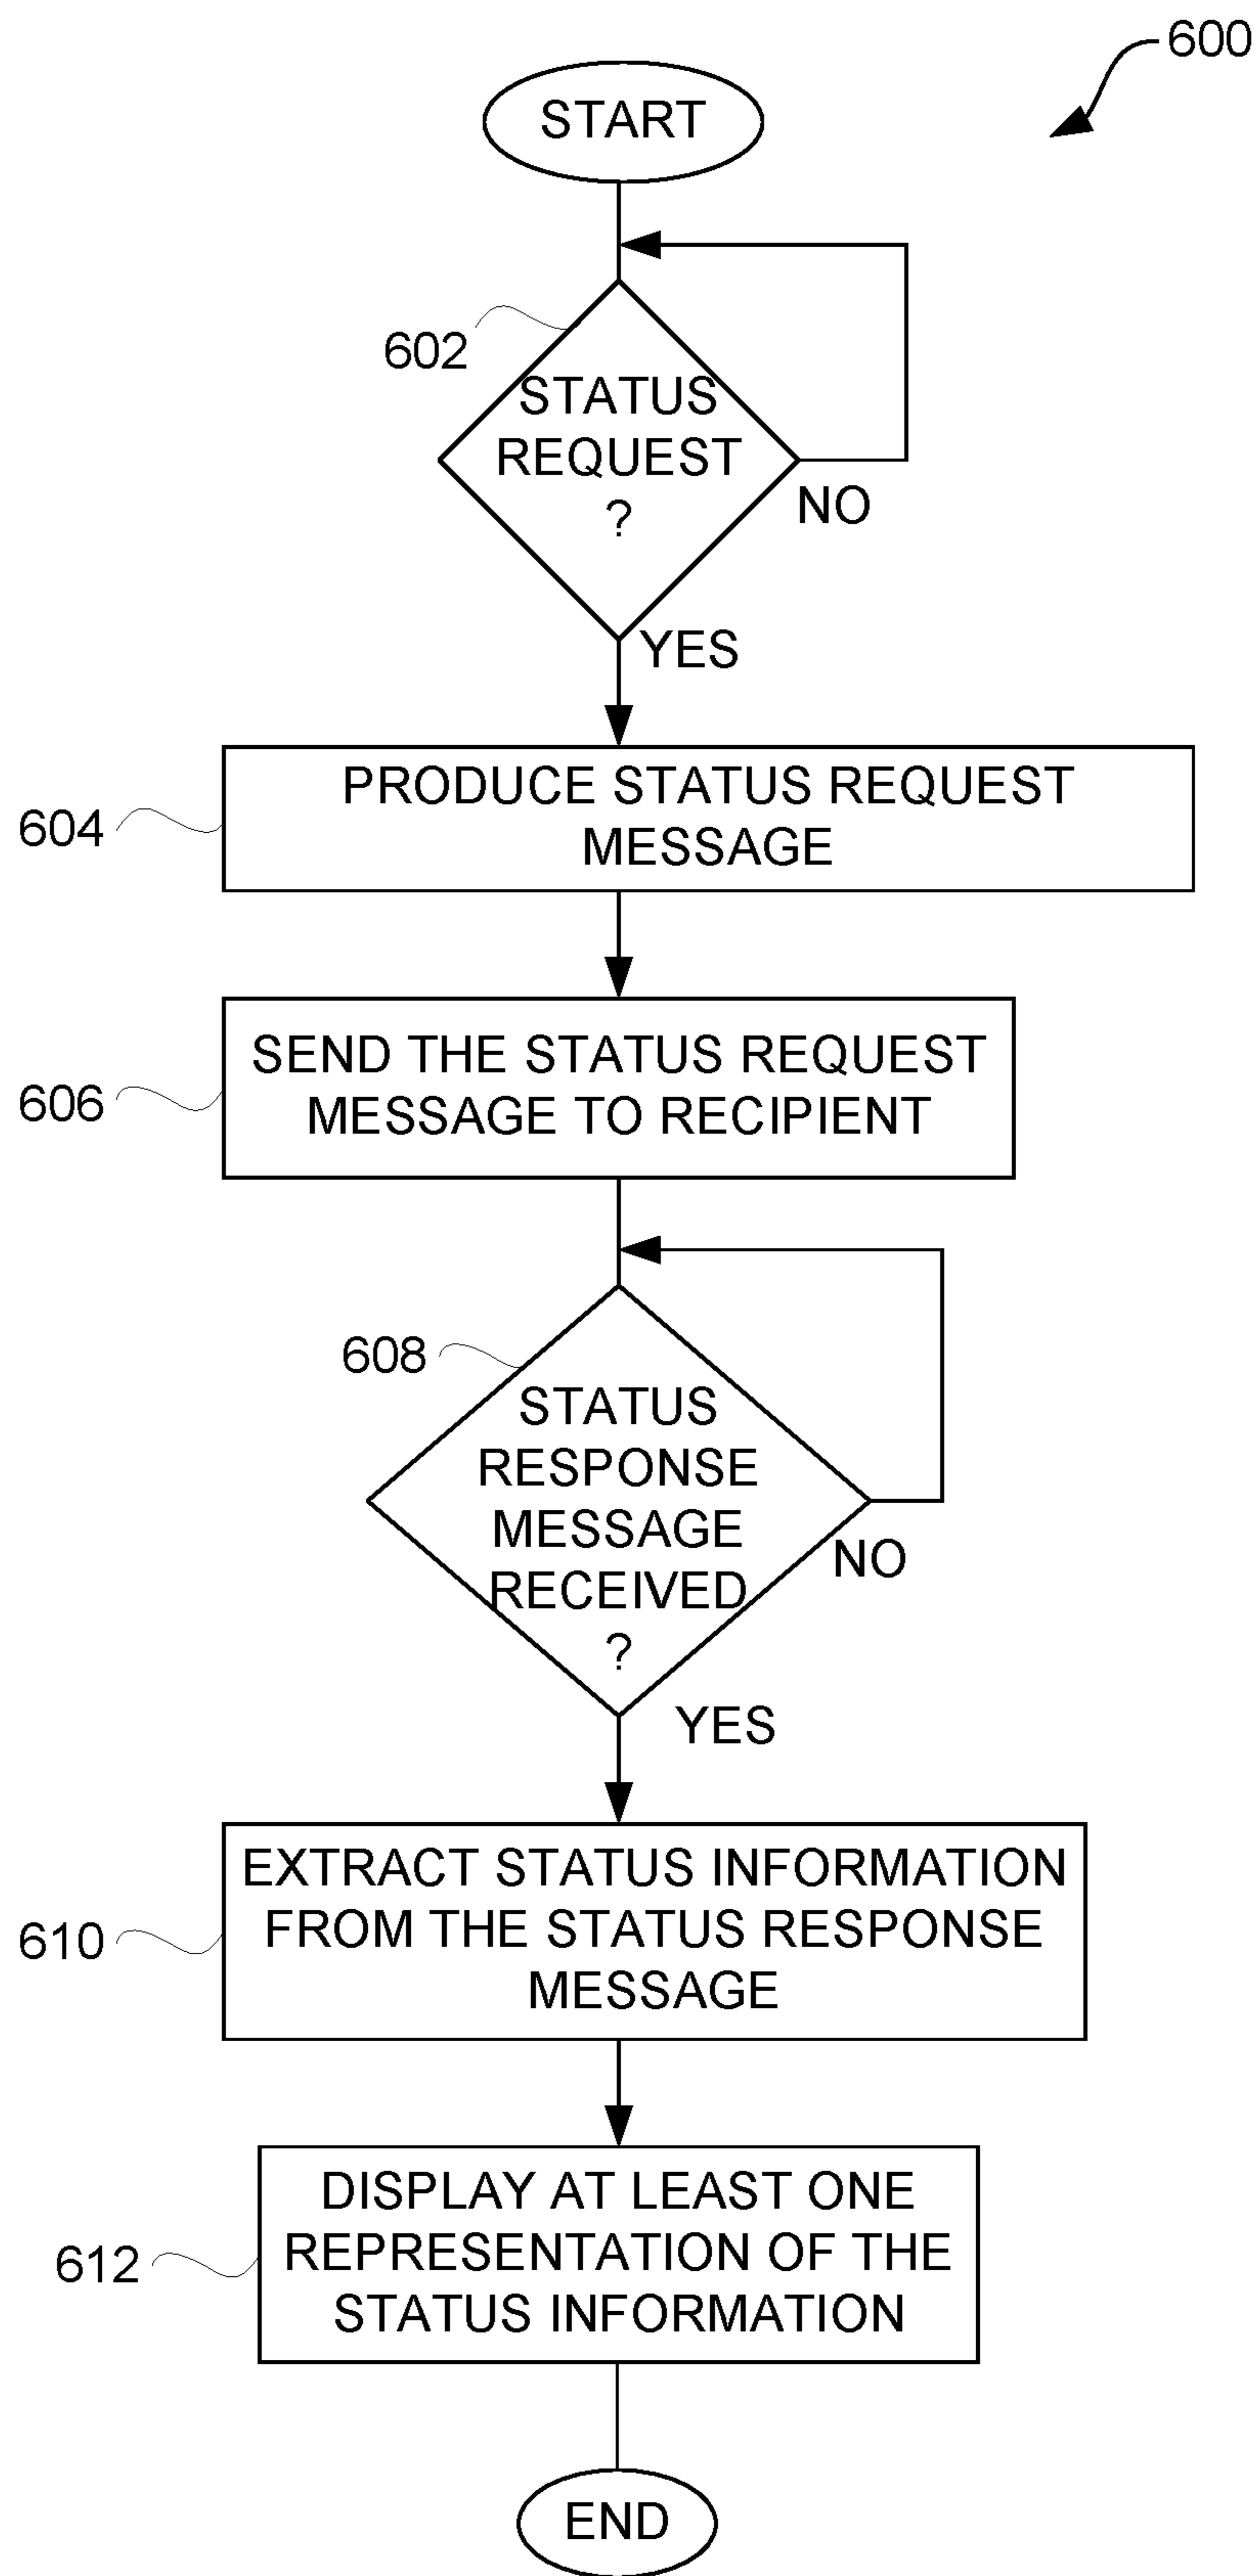 600
START
602
STATUS
REQUEST
?
NO
YES
PRODUCE STATUS REQUEST
MESSAGE
604
SEND THE STATUS REQUEST
MESSAGE TO RECIPIENT
606
608
STATUS
RESPONSE
MESSAGE
RECEIVED
?
NO
YES
EXTRACT STATUS INFORMATION
FROM THE STATUS RESPONSE
MESSAGE
610
DISPLAY AT LEAST ONE
REPRESENTATION OF THE
STATUS INFORMATION
612
END